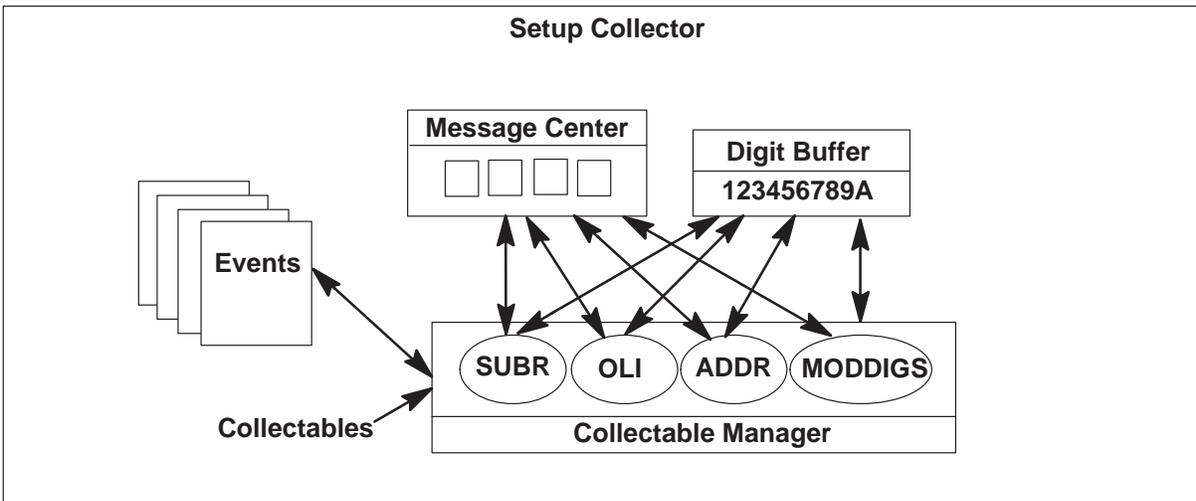 Setup Collector
Message Center
Digit Buffer
123456789A
Events
SUBR
OLI
ADDR
MODDIGS
Collectables
Collectable Manager